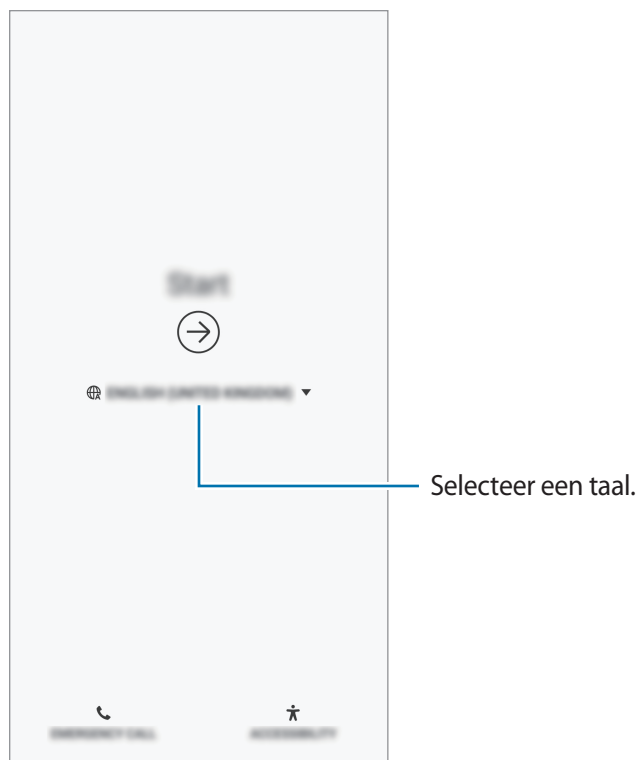 Start
ENGLISH (UNITED KINGDOM)
Selecteer een taal.
EMERGENCY CALL
ACCESSIBILITY